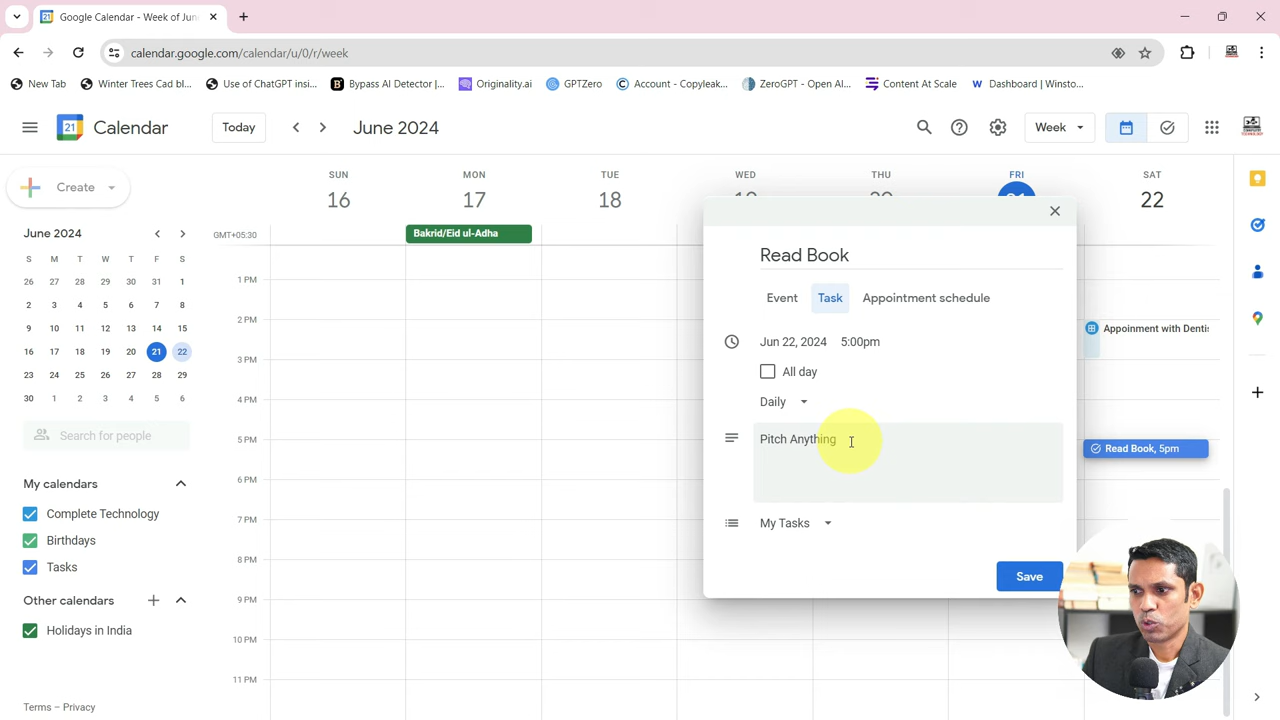 Google Calendar - Week of Jun
calendar.google.com/calendar/u/0/r/week
New Tab
Winter Trees Cad bl...
Use of ChatGPT insi...
Bypass AI Detector |...
Originality.ai
GPTZero
Account - Copyleak...
ZeroGPT - Open AI...
Content At Scale
Dashboard | Winsto...
21 Calendar
Today
June 2024
Week
Create
SUN MON TUE WED THU FRI SAT
16 17 18 22
GMT+05:30
Bakrid/Eid ul-Adha
June 2024
S M T W T F S
26 27 28 29 30 31 1
2 3 4 5 6 7 8
9 10 11 12 13 14 15
16 17 18 19 20 21 22
23 24 25 26 27 28 29
30 1 2 3 4 5 6
Search for people
My calendars
Complete Technology
Birthdays
Tasks
Other calendars
Holidays in India
Terms – Privacy
1 PM
2 PM
3 PM
4 PM
5 PM
6 PM
7 PM
8 PM
9 PM
10 PM
11 PM
Read Book
Event Task Appointment schedule
Jun 22, 2024 5:00pm
All day
Daily
Pitch Anything
My Tasks
Save
Appoinment with Dentis
Read Book, 5pm